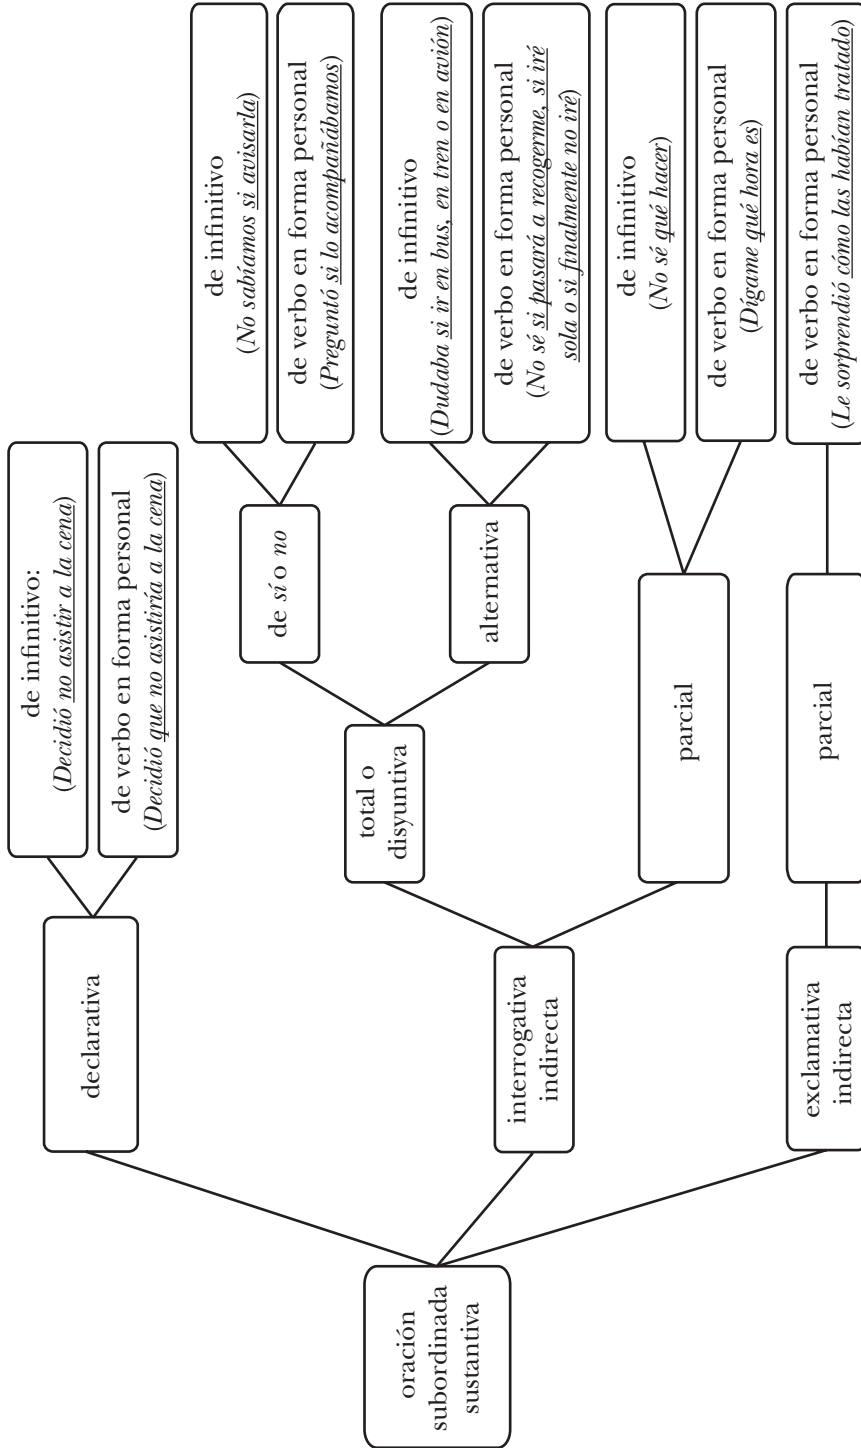 oración
subordinada
sustantiva
declarativa
de infinitivo:
(Decidió no asistir a la cena)
de verbo en forma personal
(Decidió que no asistiría a la cena)
interrogativa
indirecta
total o
disyuntiva
de sí o no
de infinitivo
(No sabíamos si avisarla)
de verbo en forma personal
(Preguntó si lo acompañábamos)
alternativa
de infinitivo
(Dudaba si ir en bus, en tren o en avión)
de verbo en forma personal
(No sé si pasará a recogerme, si iré
sola o si finalmente no iré)
parcial
de infinitivo
(No sé qué hacer)
de verbo en forma personal
(Dígame qué hora es)
exclamativa
indirecta
parcial
de verbo en forma personal
(Le sorprendió cómo las habían tratado)